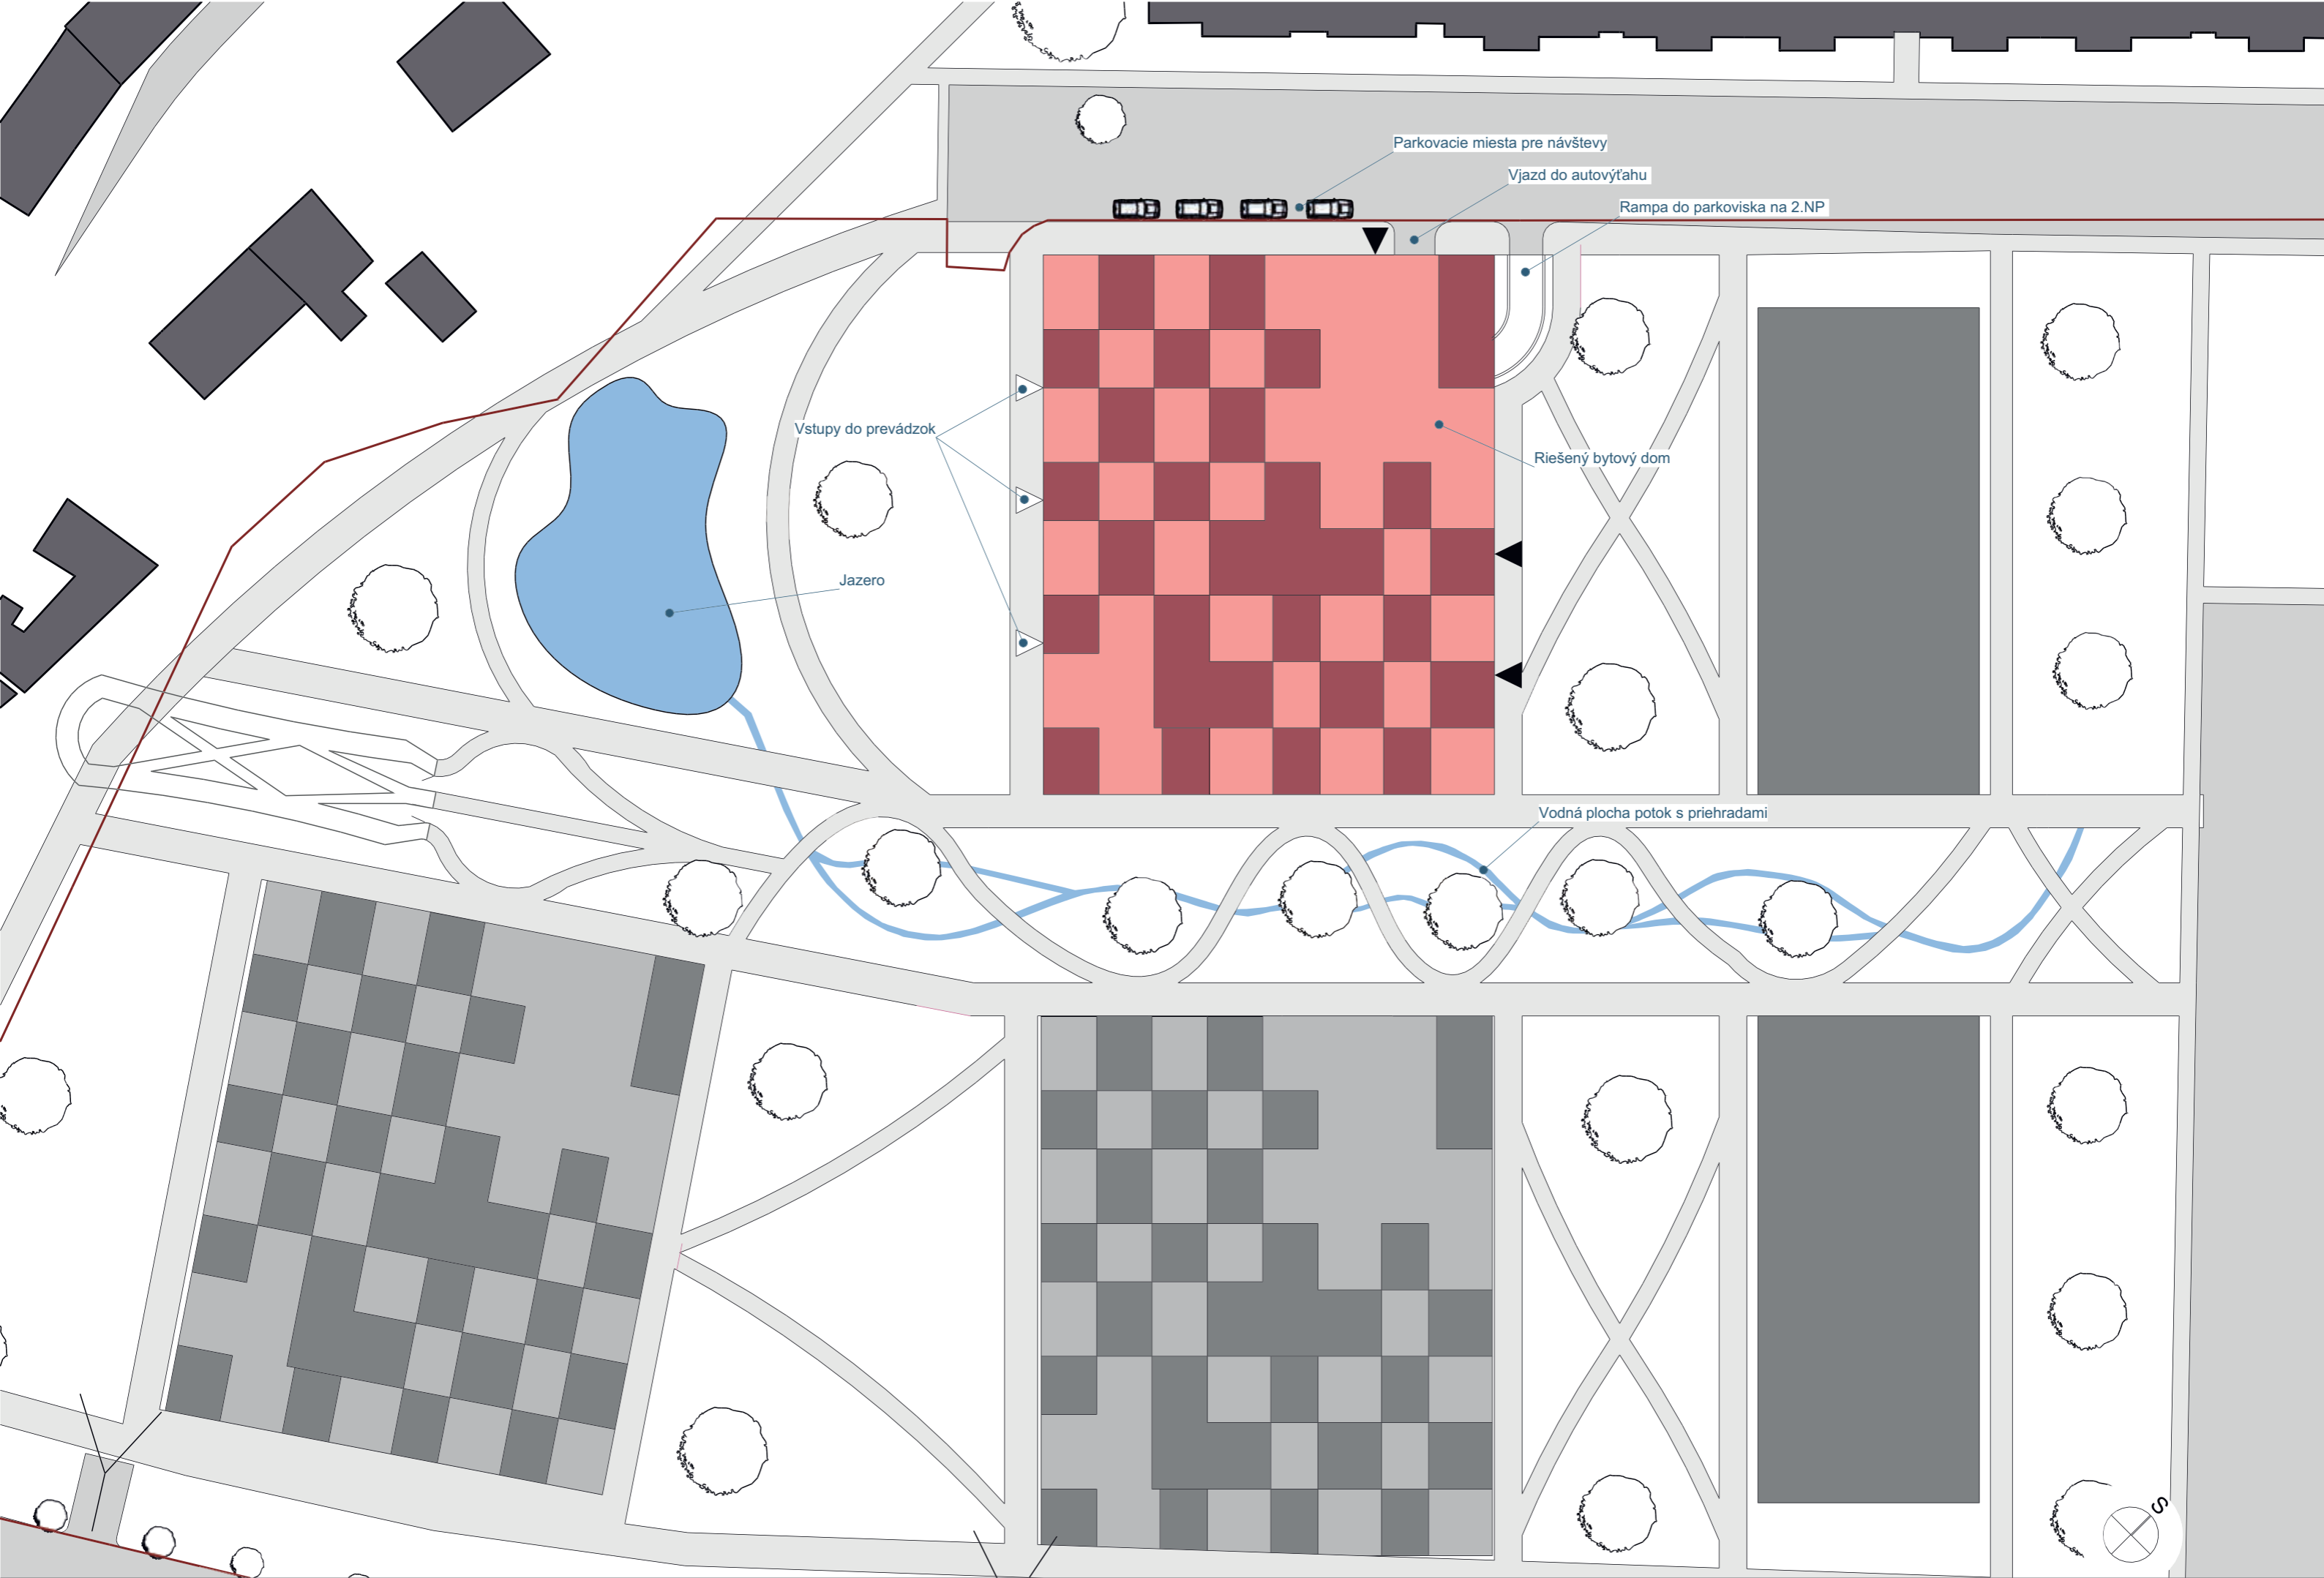 Parkovacie miesta pre návštevy
Vjazd do autovýťahu
Rampa do parkoviska na 2.NP
Vstupy do prevádzok
Riešený bytový dom
Jazero
Vodná plocha potok s priehradami
S